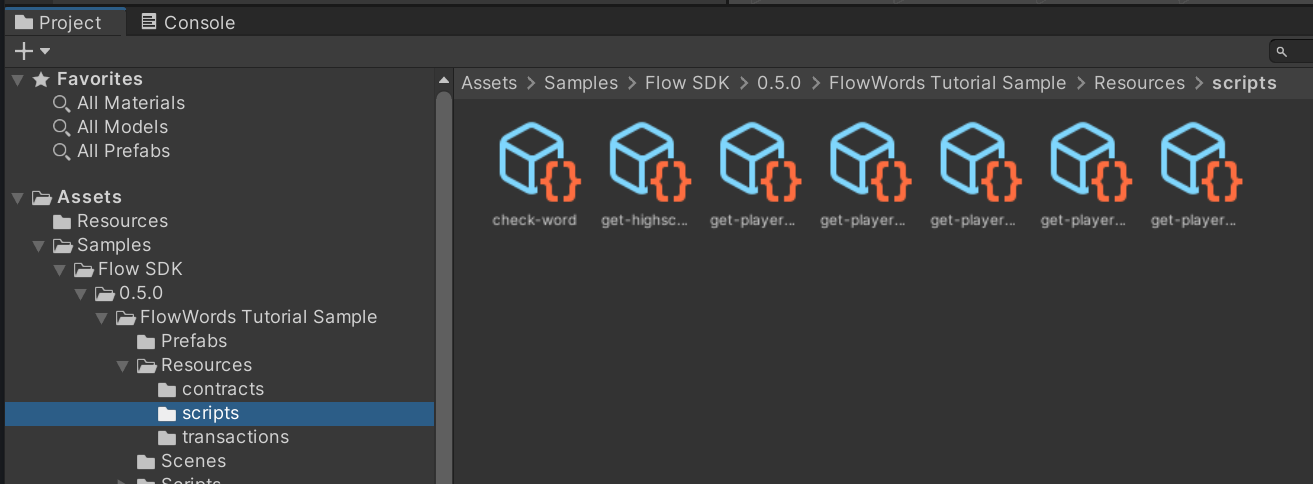 Project
Console
Favorites
All Materials
All Models
All Prefabs
Assets
Resources
Samples
Flow SDK
0.5.0
FlowWords Tutorial Sample
Prefabs
Resources
contracts
scripts
transactions
Scenes
Scripts
Assets > Samples > Flow SDK > 0.5.0 > FlowWords Tutorial Sample > Resources > scripts
check-word
get-highsc...
get-player...
get-player...
get-player...
get-player...
get-player...